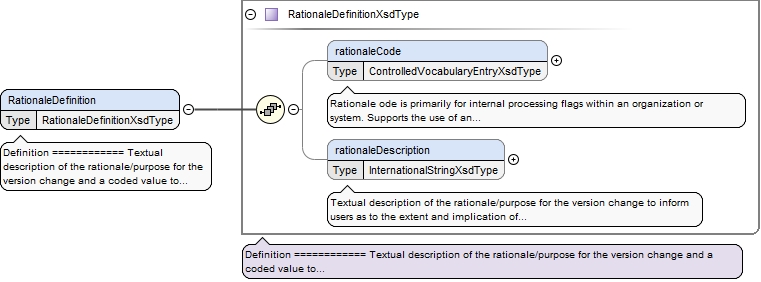 RationaleDefinitionXsdType
rationaleCode
Type ControlledVocabularyEntryXsdType
Rationale ode is primarily for internal processing flags within an organization or
system. Supports the use of an...
RationaleDefinition
Type RationaleDefinitionXsdType
Definition ============ Textual
description of the rationale/purpose for the
version change and a coded value to...
rationaleDescription
Type InternationalStringXsdType
Textual description of the rationale/purpose for the version change to inform
users as to the extent and implication of...
Definition ============ Textual description of the rationale/purpose for the version change and a
coded value to...